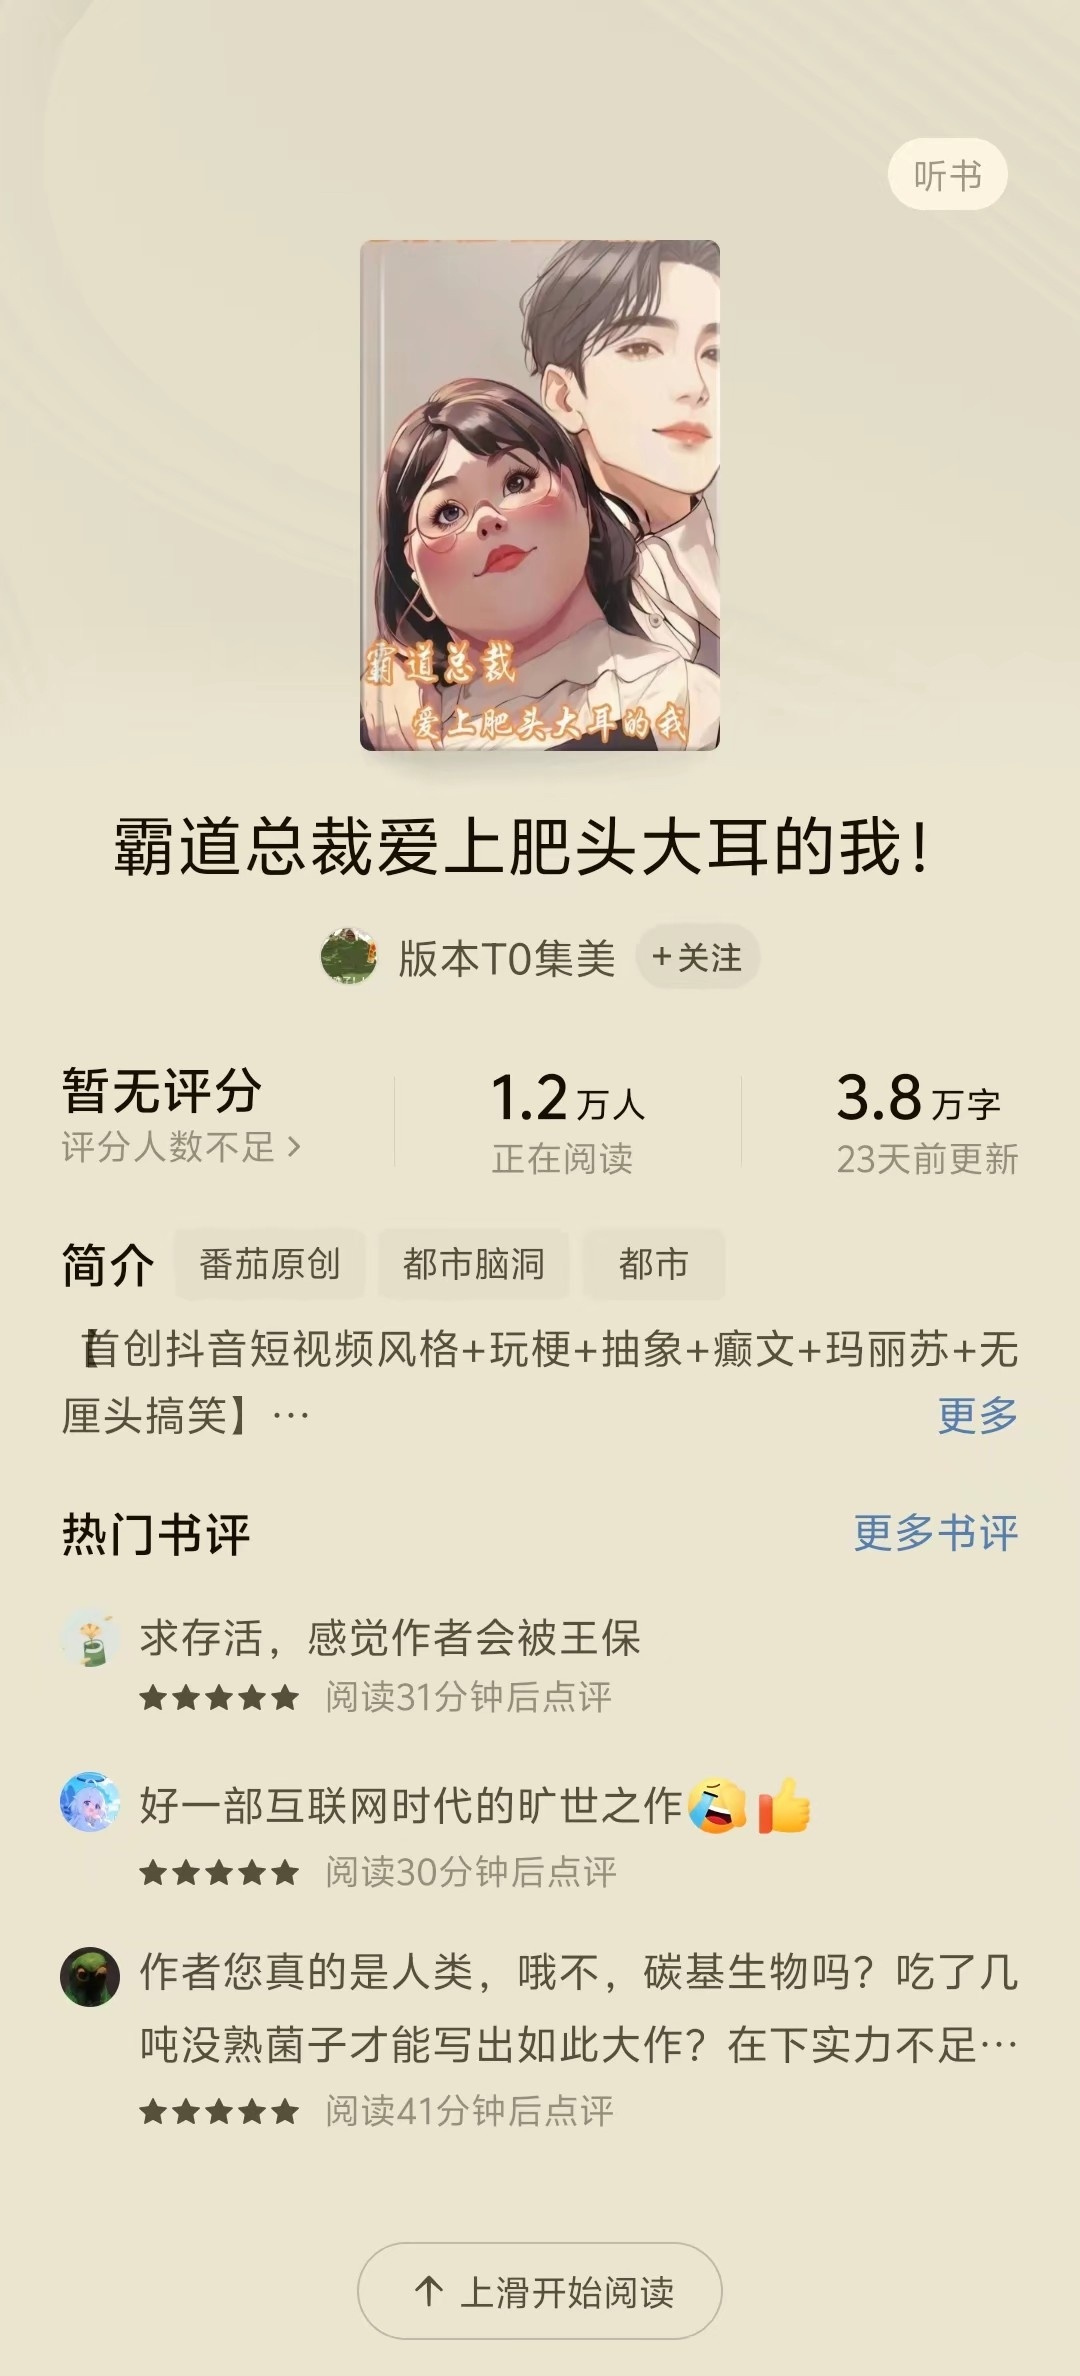 听书
霸道总裁
爱上肥头大耳的我
霸道总裁爱上肥头大耳的我！
版本T0集美 +关注
暂无评分 1.2万人 3.8万字
评分人数不足 > 正在阅读 23天前更新
简介 番茄原创 都市脑洞 都市
【首创抖音短视频风格+玩梗+抽象+癫文+玛丽苏+无
厘头搞笑】… 更多
热门书评 更多书评
求存活，感觉作者会被王保
★★★★★ 阅读31分钟后点评
好一部互联网时代的旷世之作🤣👍
★★★★★ 阅读30分钟后点评
作者您真的是人类，哦不，碳基生物吗？吃了几
吨没熟菌子才能写出如此大作？在下实力不足…
★★★★★ 阅读41分钟后点评
↑ 上滑开始阅读